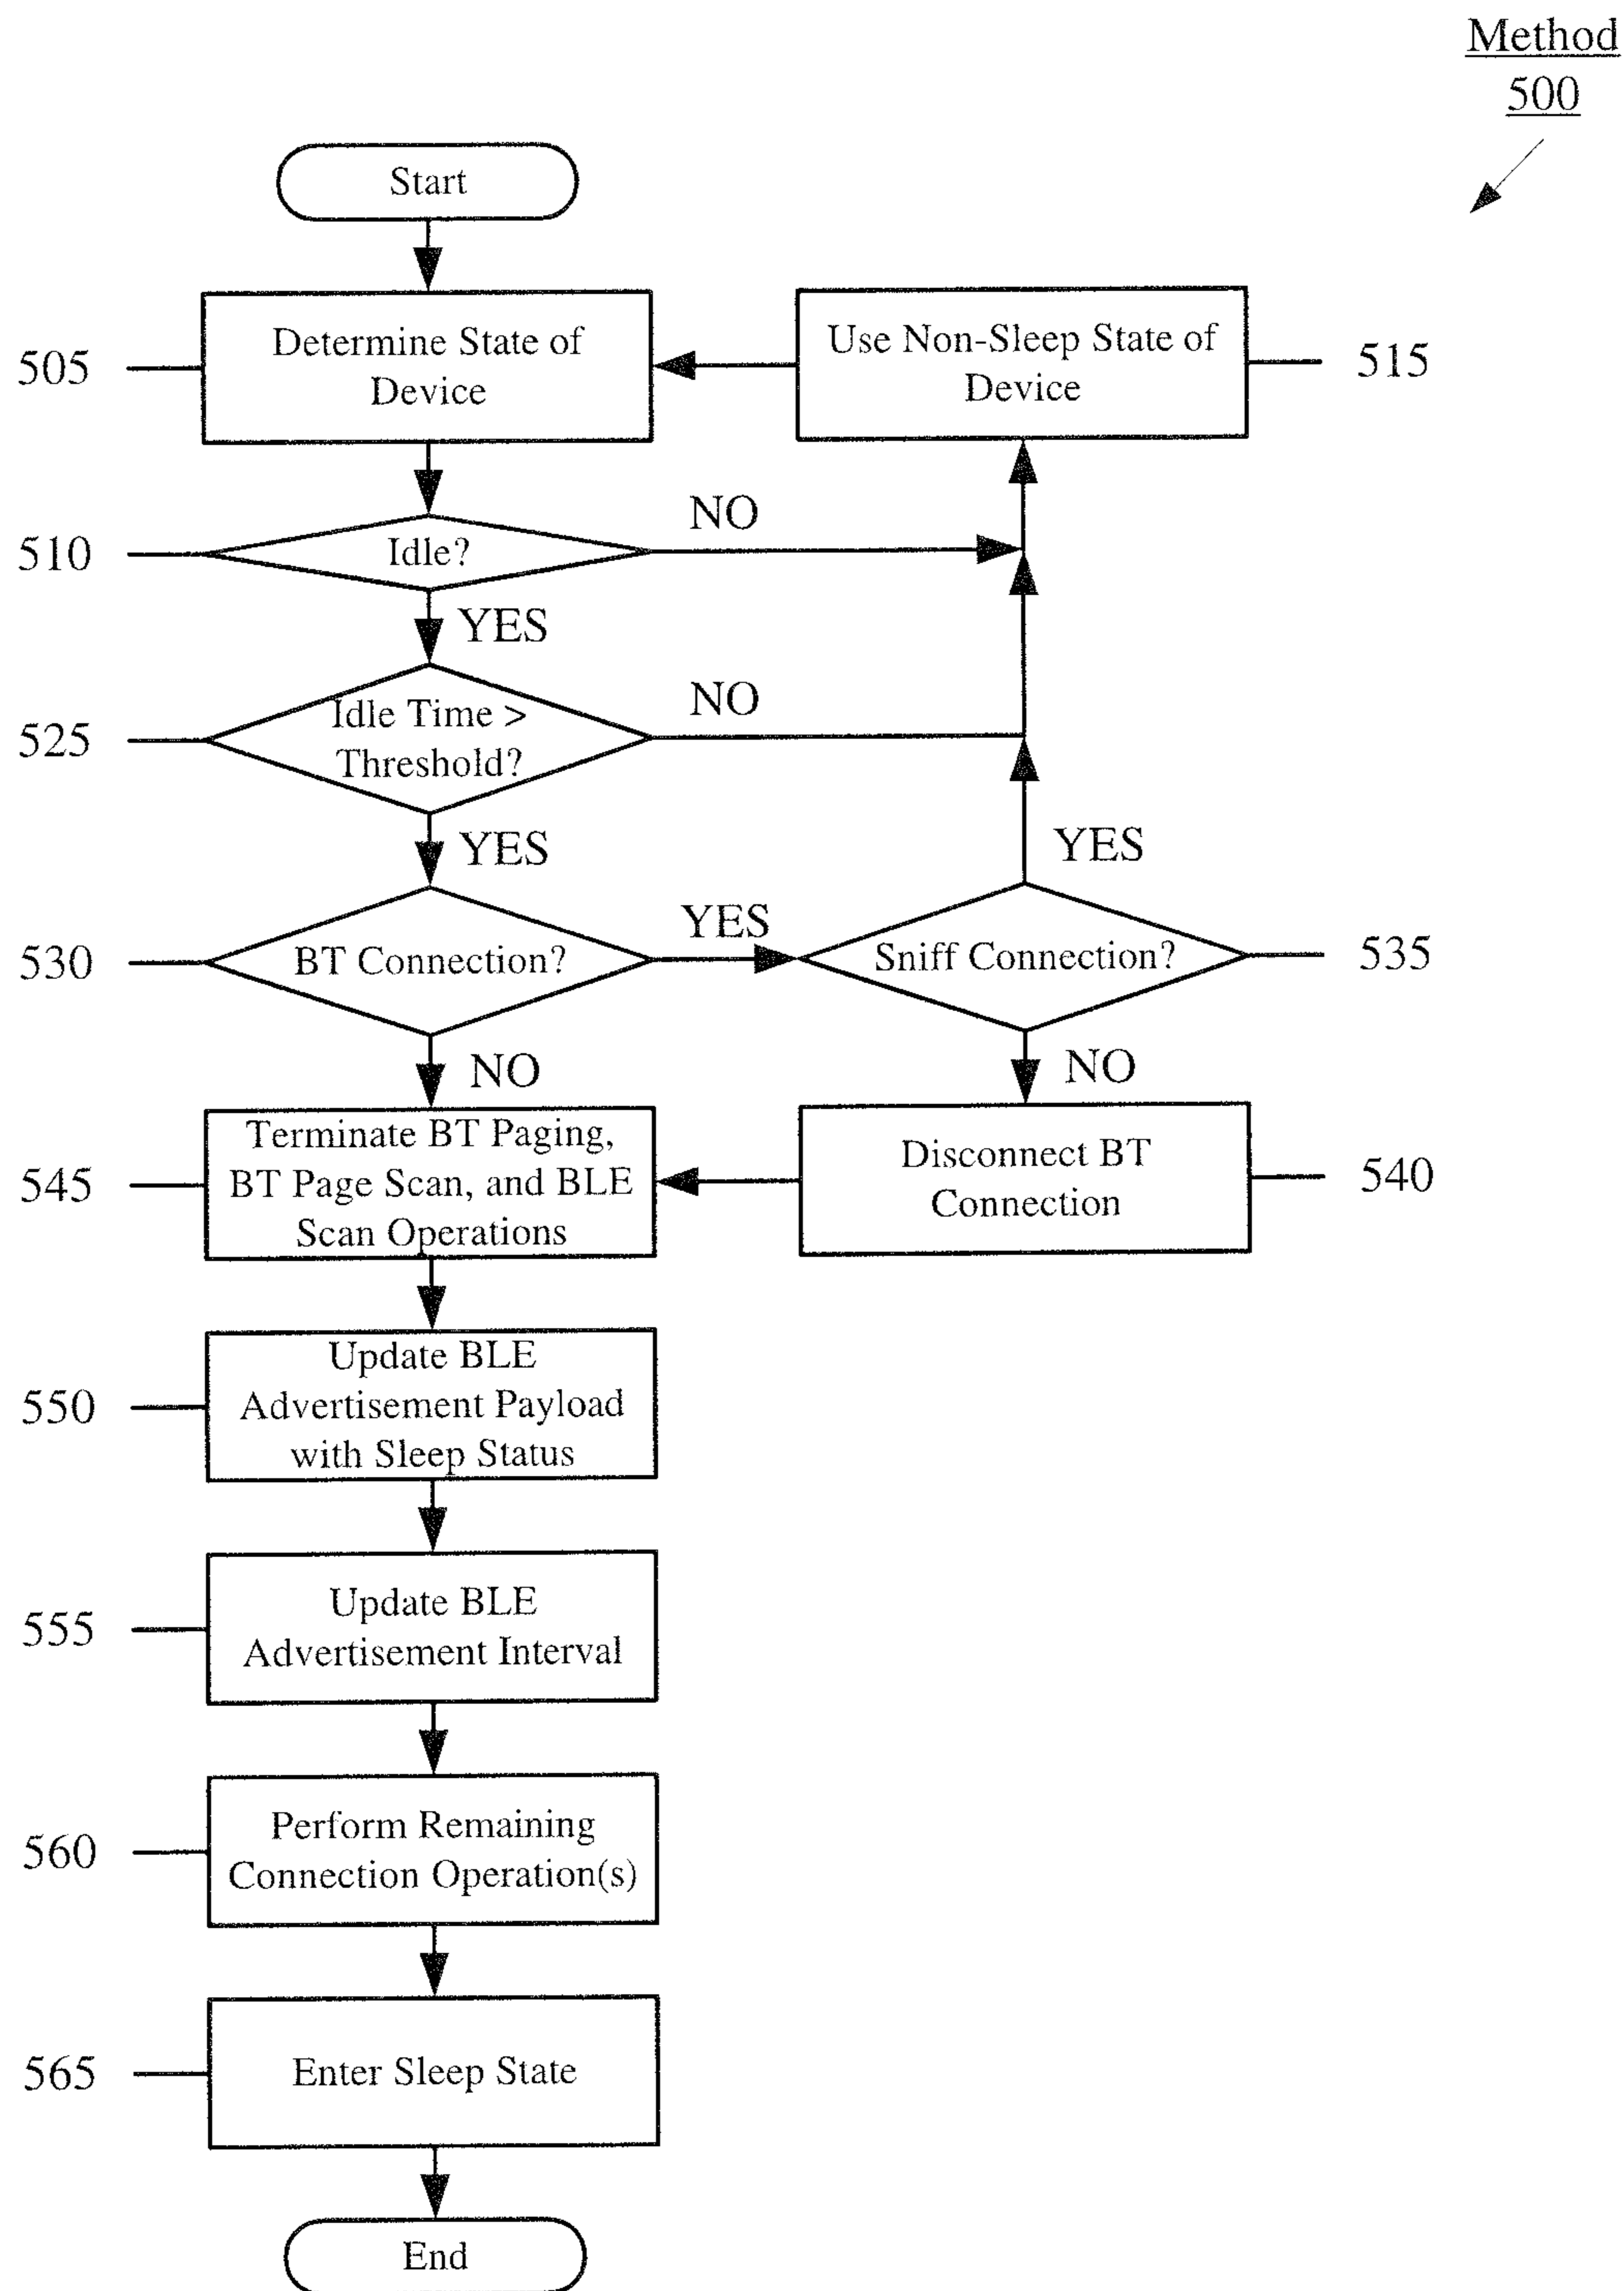 Method
500
Start
505
Determine State of
Device
Use Non-Sleep State of
Device
515
510
Idle?
NO
YES
525
Idle Time >
Threshold?
NO
YES
530
BT Connection?
YES
Sniff Connection?
535
YES
NO
NO
545
Terminate BT Paging,
BT Page Scan, and BLE
Scan Operations
Disconnect BT
Connection
540
550
Update BLE
Advertisement Payload
with Sleep Status
555
Update BLE
Advertisement Interval
560
Perform Remaining
Connection Operation(s)
565
Enter Sleep State
End